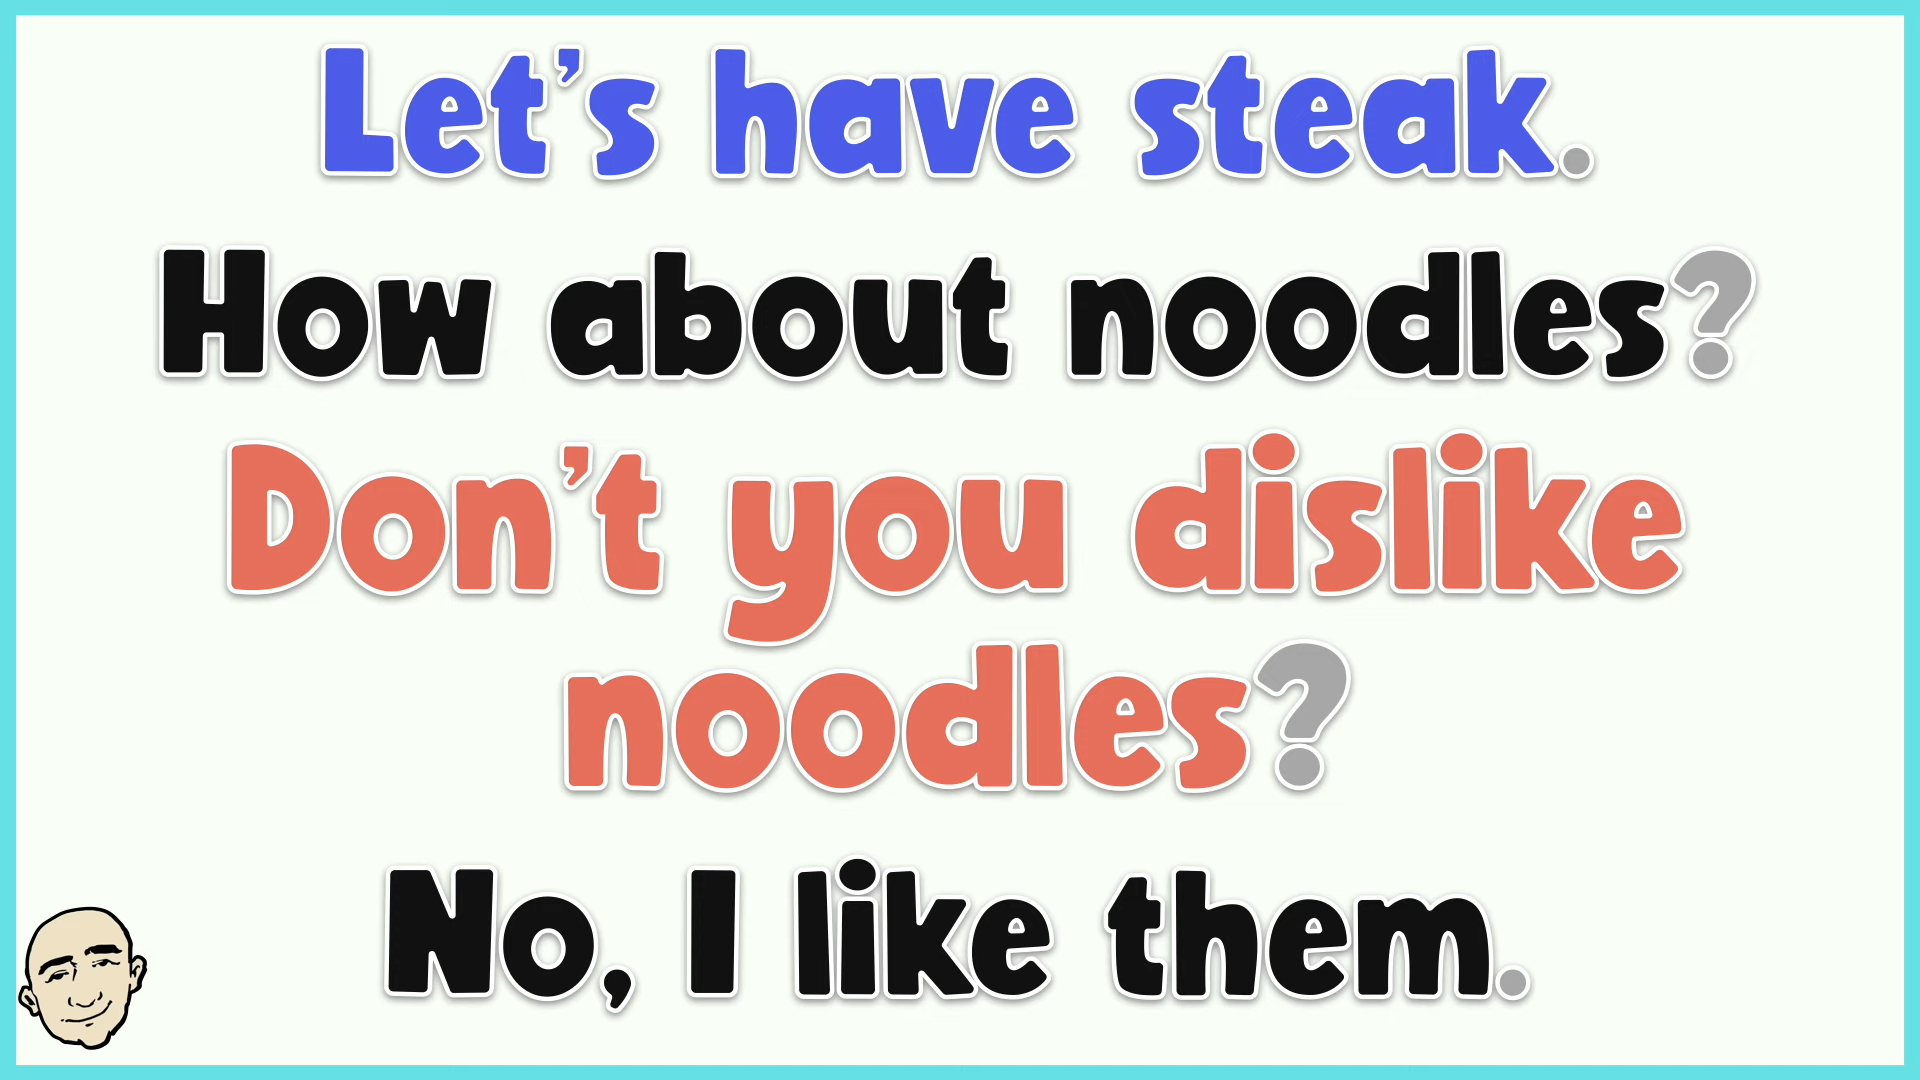 Let’s have steak.
How about noodles?
Don’t you dislike
noodles?
No, I like them.